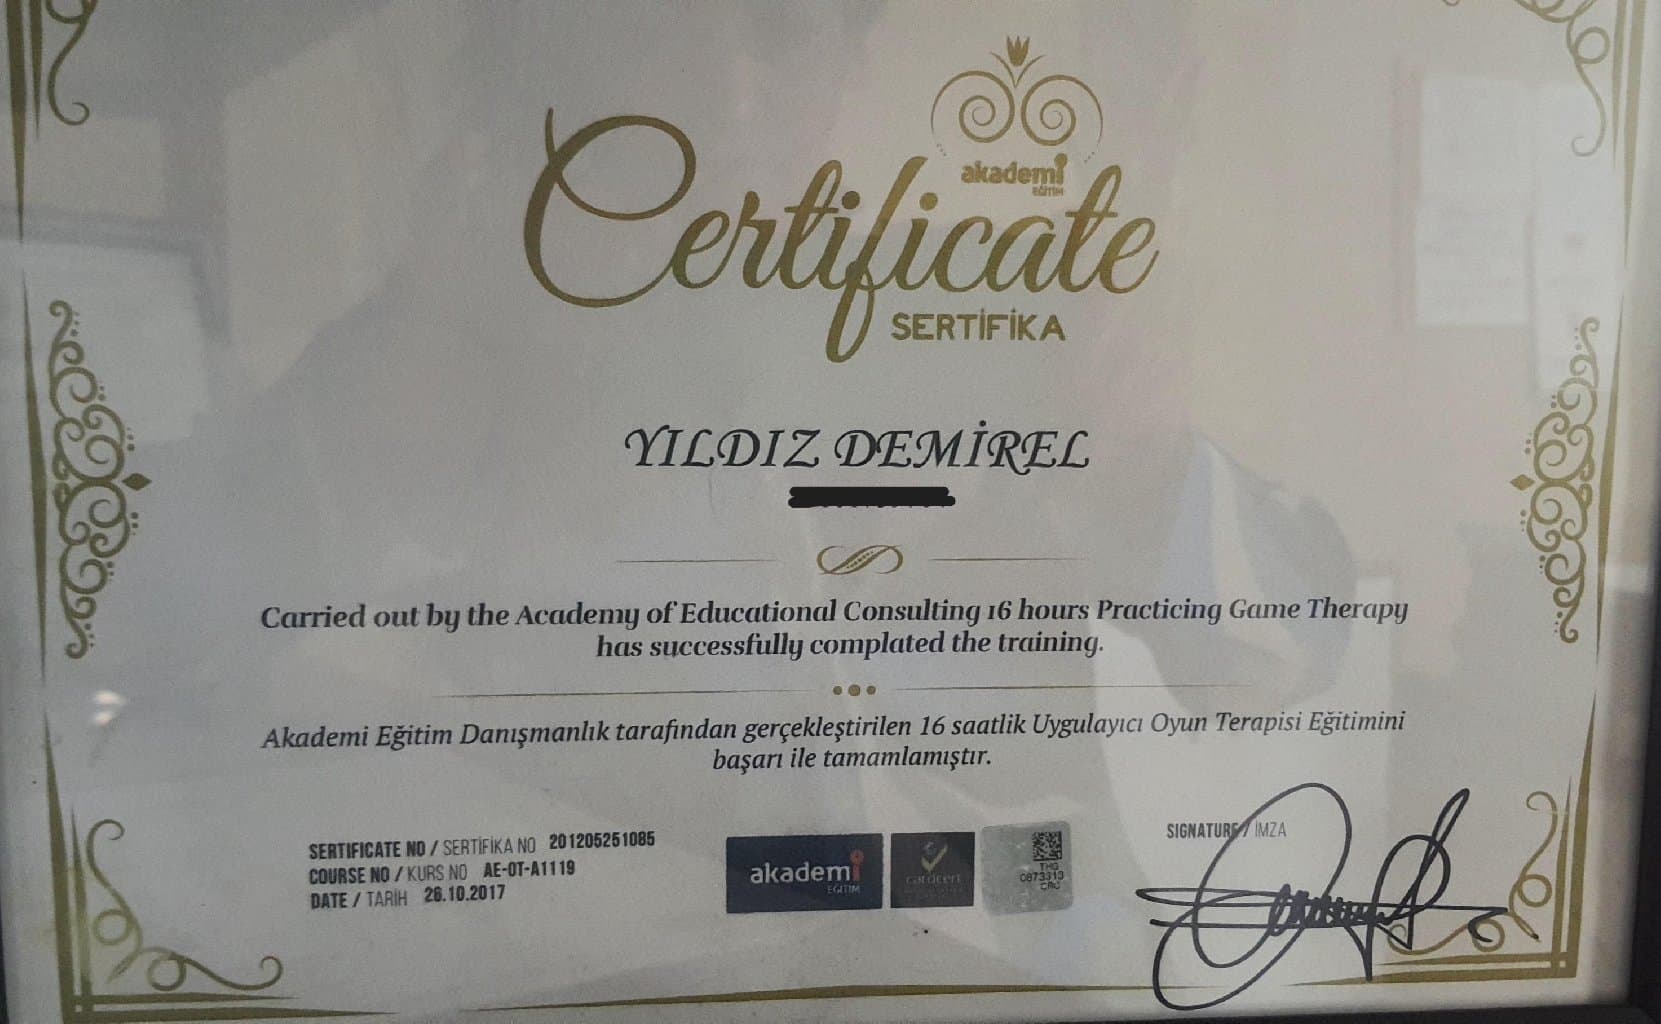 akademi
EĞİTİM
Certificate
SERTİFİKA
YILDIZ DEMİREL
Carried out by the Academy of Educational Consulting 16 hours Practicing Game Therapy
has successfully complated the training.
Akademi Eğitim Danışmanlık tarafından gerçekleştirilen 16 saatlik Uygulayıcı Oyun Terapisi Eğitimini
başarı ile tamamlamıştır.
SERTIFICATE NO / SERTİFİKA NO 201205251085
COURSE NO / KURS NO AE-OT-A1119
DATE / TARİH 26.10.2017
akademi
EĞİTİM
THG
0873313
CRO
SIGNATURE / İMZA